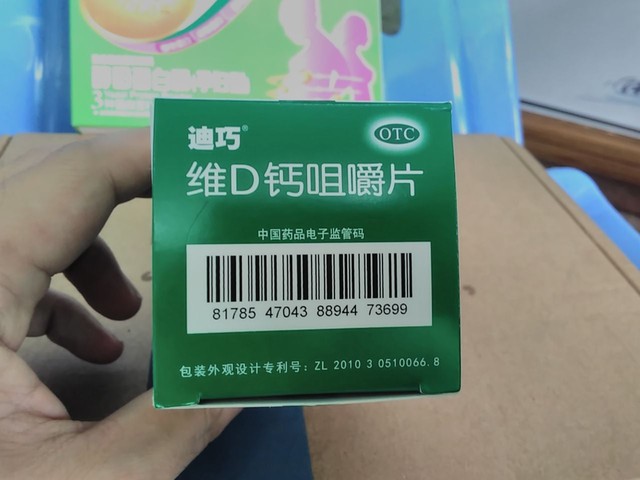 迪巧®
OTC
维D钙咀嚼片
中国药品电子监管码
81785 47043 88944 73699
包装外观设计专利号：ZL 2010 3 0510066.8